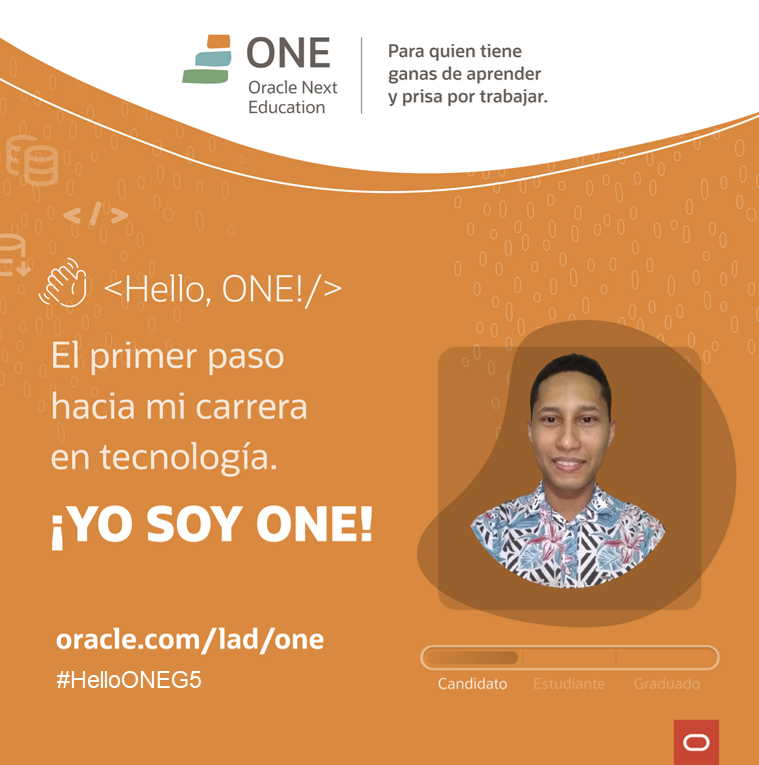 ONE
Oracle Next
Education
Para quien tiene
ganas de aprender
y prisa por trabajar.
</>
<Hello, ONE!/>
El primer paso
hacia mi carrera
en tecnología.
¡YO SOY ONE!
oracle.com/lad/one
#HelloONEG5
Candidato Estudiante Graduado